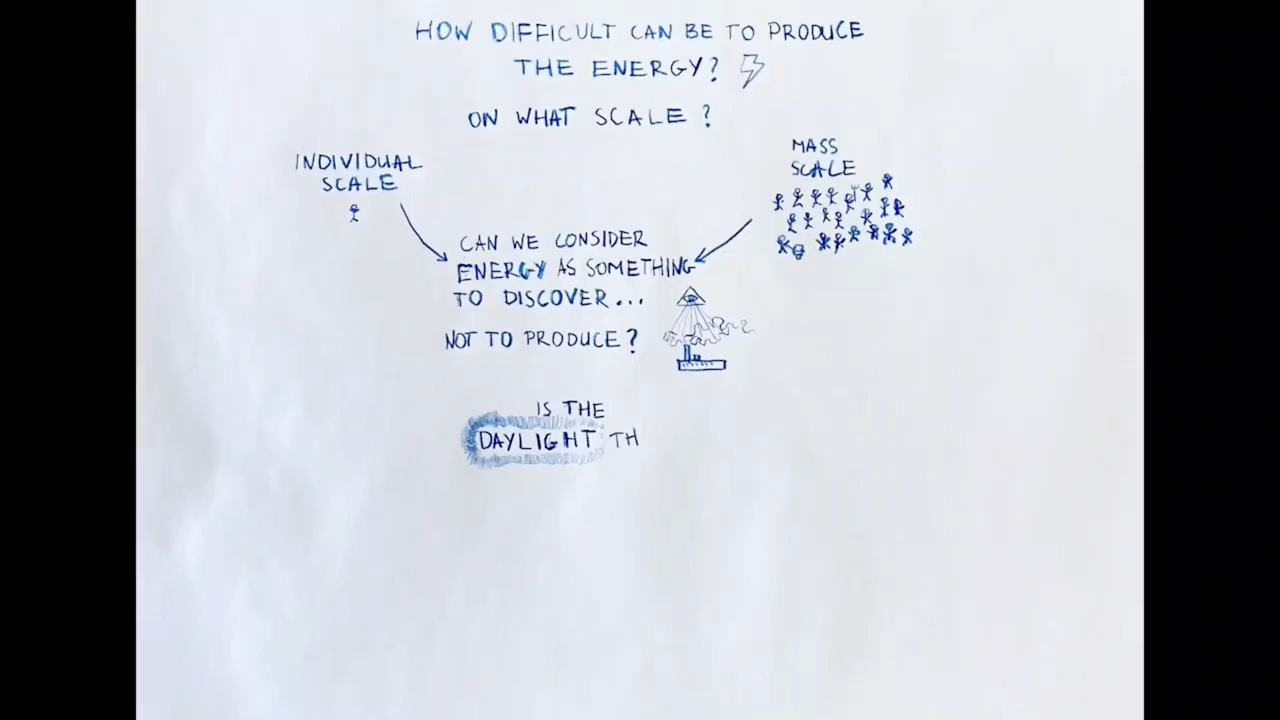 HOW DIFFICULT CAN BE TO PRODUCE
THE ENERGY?
ON WHAT SCALE?
INDIVIDUAL
SCALE
MASS
SCALE
CAN WE CONSIDER
ENERGY AS SOMETHING
TO DISCOVER...
NOT TO PRODUCE?
IS THE
DAYLIGHT TH